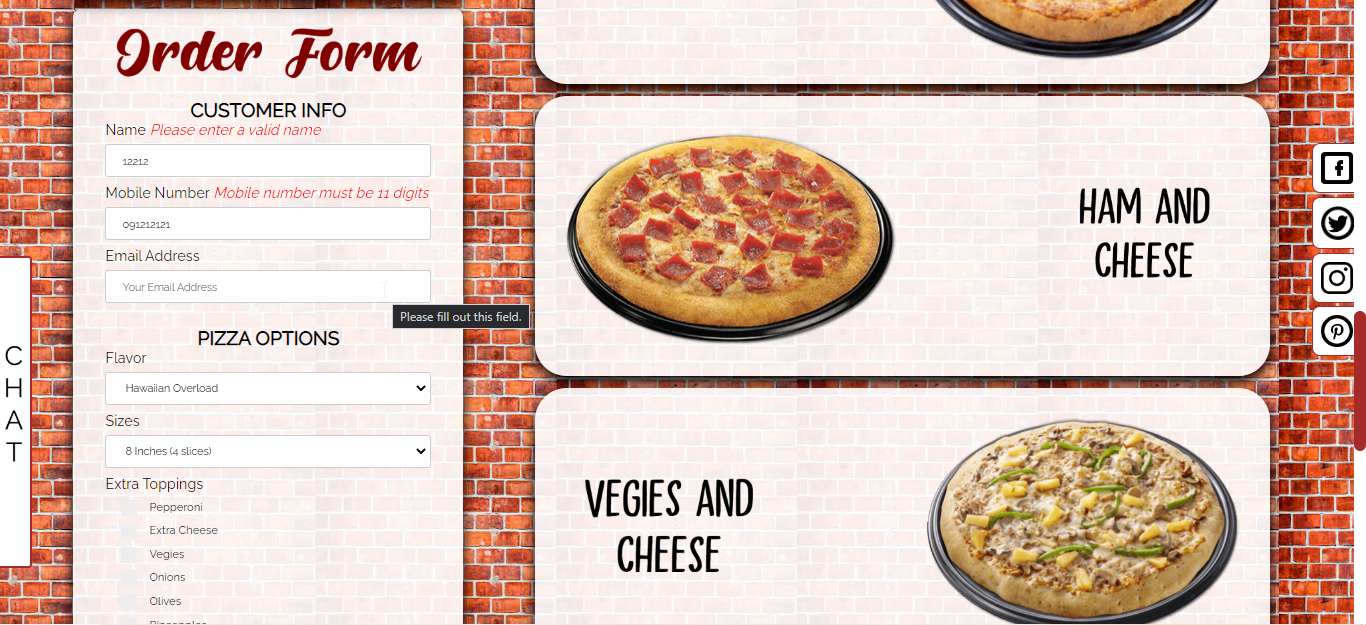 Order Form
CUSTOMER INFO
Name Please enter a valid name
12212
Mobile Number Mobile number must be 11 digits
091212121
Email Address
Your Email Address
Please fill out this field.
PIZZA OPTIONS
Flavor
Hawaiian Overload
Sizes
8 Inches (4 slices)
Extra Toppings
Pepperoni
Extra Cheese
Vegies
Onions
Olives
HAM AND
CHEESE
VEGIES AND
CHEESE
C
H
A
T